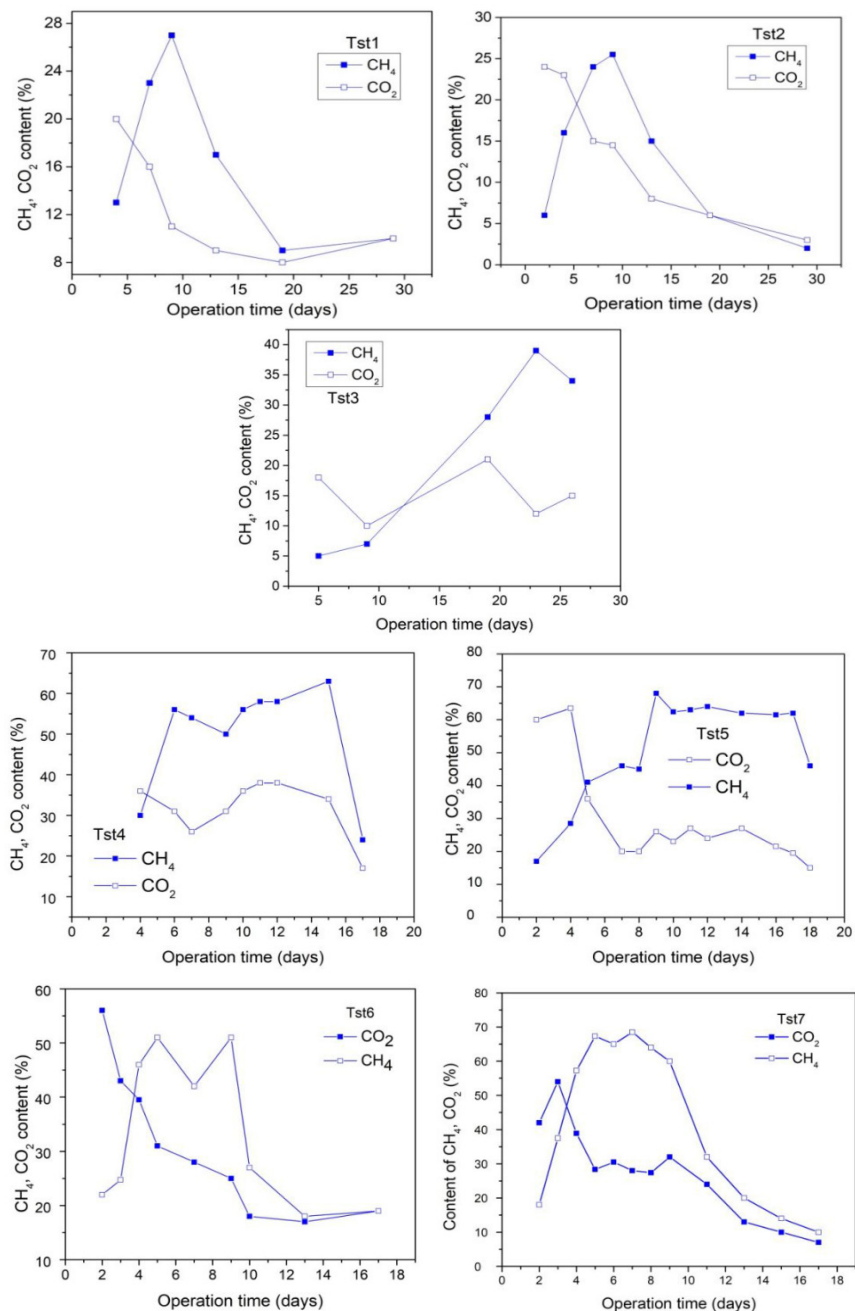 28
24
20
16
12
8
CH₄, CO₂ content (%)
Tst1
CH₄
CO₂
0 5 10 15 20 25 30
Operation time (days)
30
25
20
15
10
5
0
CH₄, CO₂ content (%)
Tst2
CH₄
CO₂
0 5 10 15 20 25 30
Operation time (days)
40
35
30
25
20
15
10
5
0
CH₄, CO₂ content (%)
CH₄
CO₂
Tst3
5 10 15 20 25 30
Operation time (days)
70
60
50
40
30
20
10
CH₄, CO₂ content (%)
Tst4
CH₄
CO₂
0 2 4 6 8 10 12 14 16 18 20
Operation time (days)
80
70
60
50
40
30
20
10
0
CH₄, CO₂ content (%)
Tst5
CO₂
CH₄
0 2 4 6 8 10 12 14 16 18 20
Operation time (days)
60
50
40
30
20
10
CH₄, CO₂ content (%)
Tst6
CO₂
CH₄
0 2 4 6 8 10 12 14 16 18
Operation time (days)
80
70
60
50
40
30
20
10
0
Content of CH₄, CO₂ (%)
Tst7
CO₂
CH₄
0 2 4 6 8 10 12 14 16 18
Operation time (days)